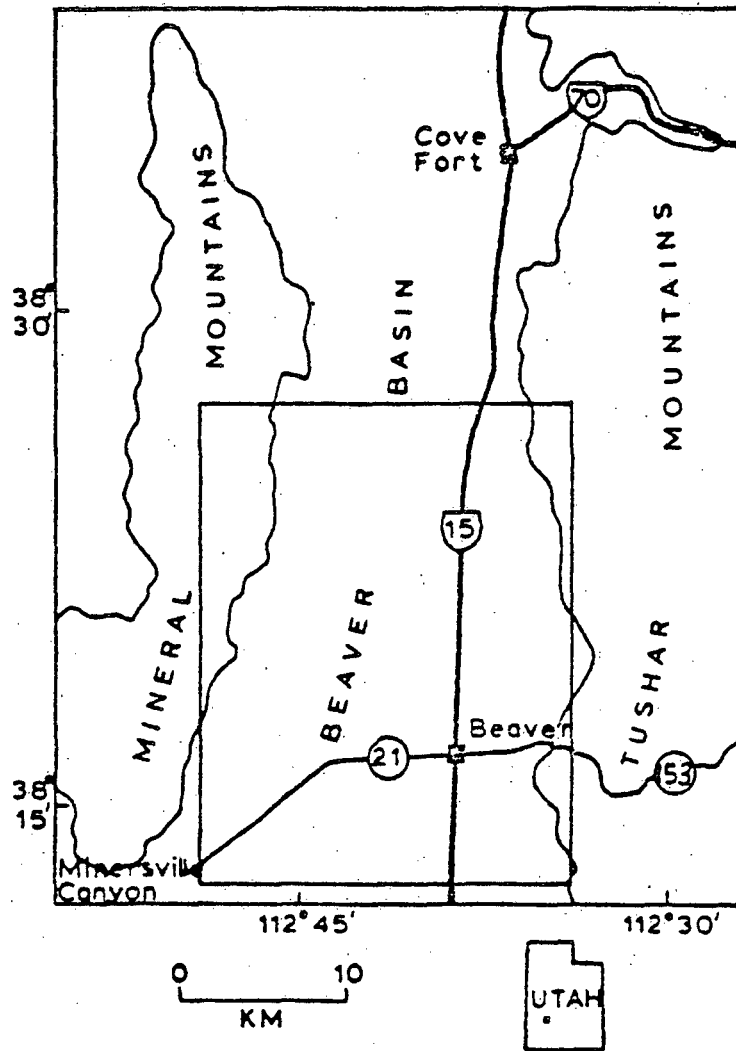 70
Cove
Fort
MOUNTAINS
MOUNTAINS
38°
30'
BASIN
15
MINERAL
BEAVER
TUSHAR
Beaver
21
53
38°
15'
Minersville
Canyon
112°45'
112°30'
0 10
KM
UTAH